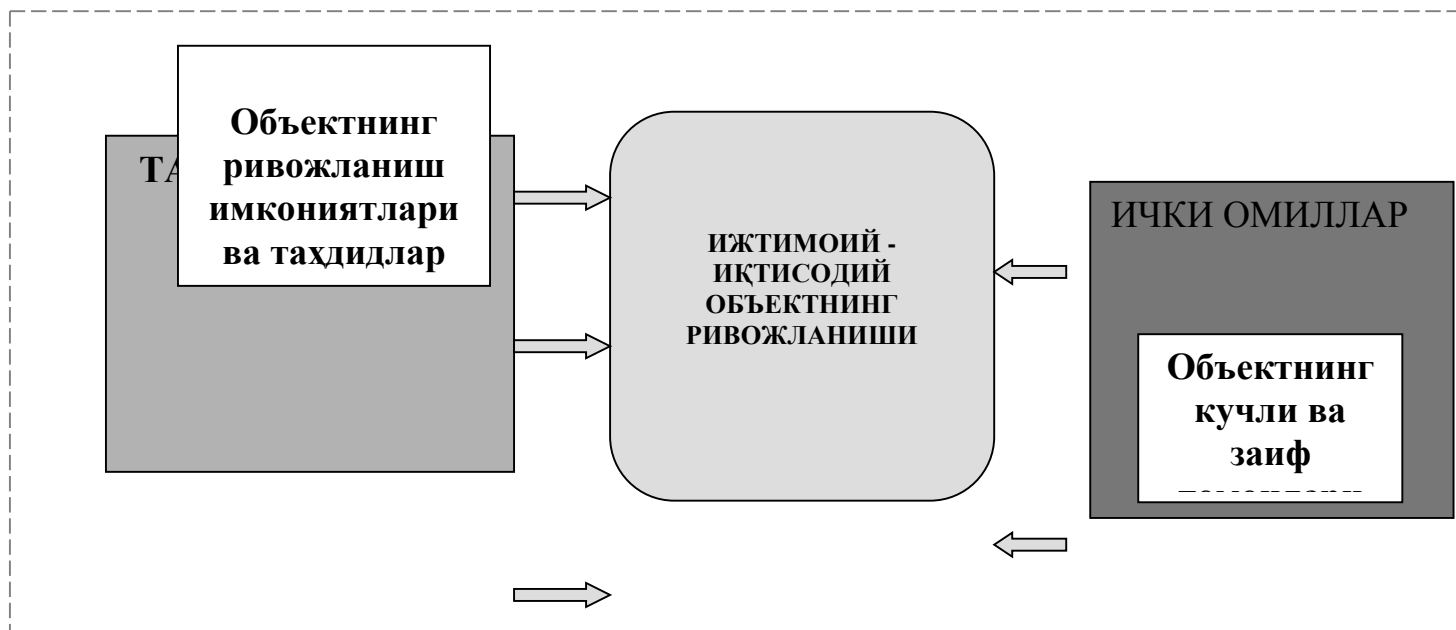 Объектнинг
ривожланиш
имкониятлари
ва таҳдидлар
ИЖТИМОИЙ -
ИҚТИСОДИЙ
ОБЪЕКТНИНГ
РИВОЖЛАНИШИ
ИЧКИ ОМИЛЛАР
Объектнинг
кучли ва
заиф